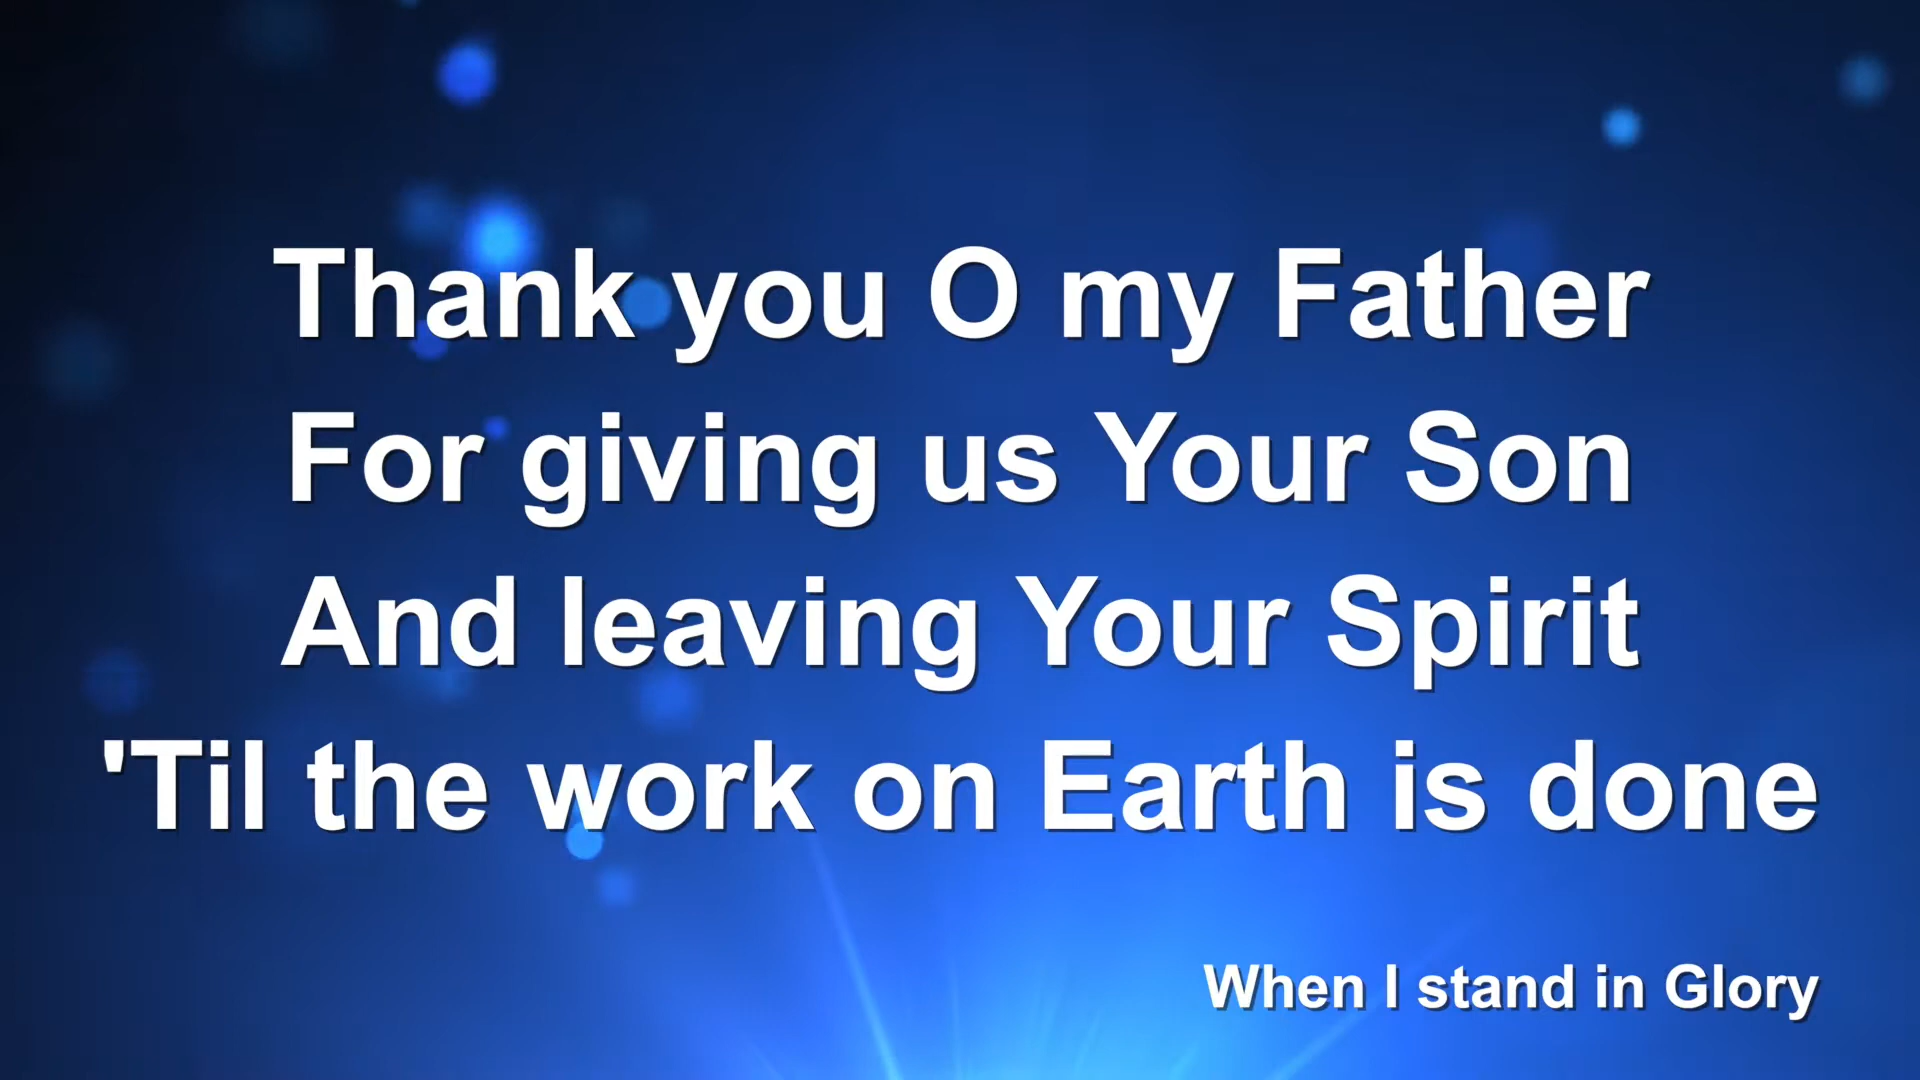 Thank you O my Father
For giving us Your Son
And leaving Your Spirit
'Til the work on Earth is done
When I stand in Glory